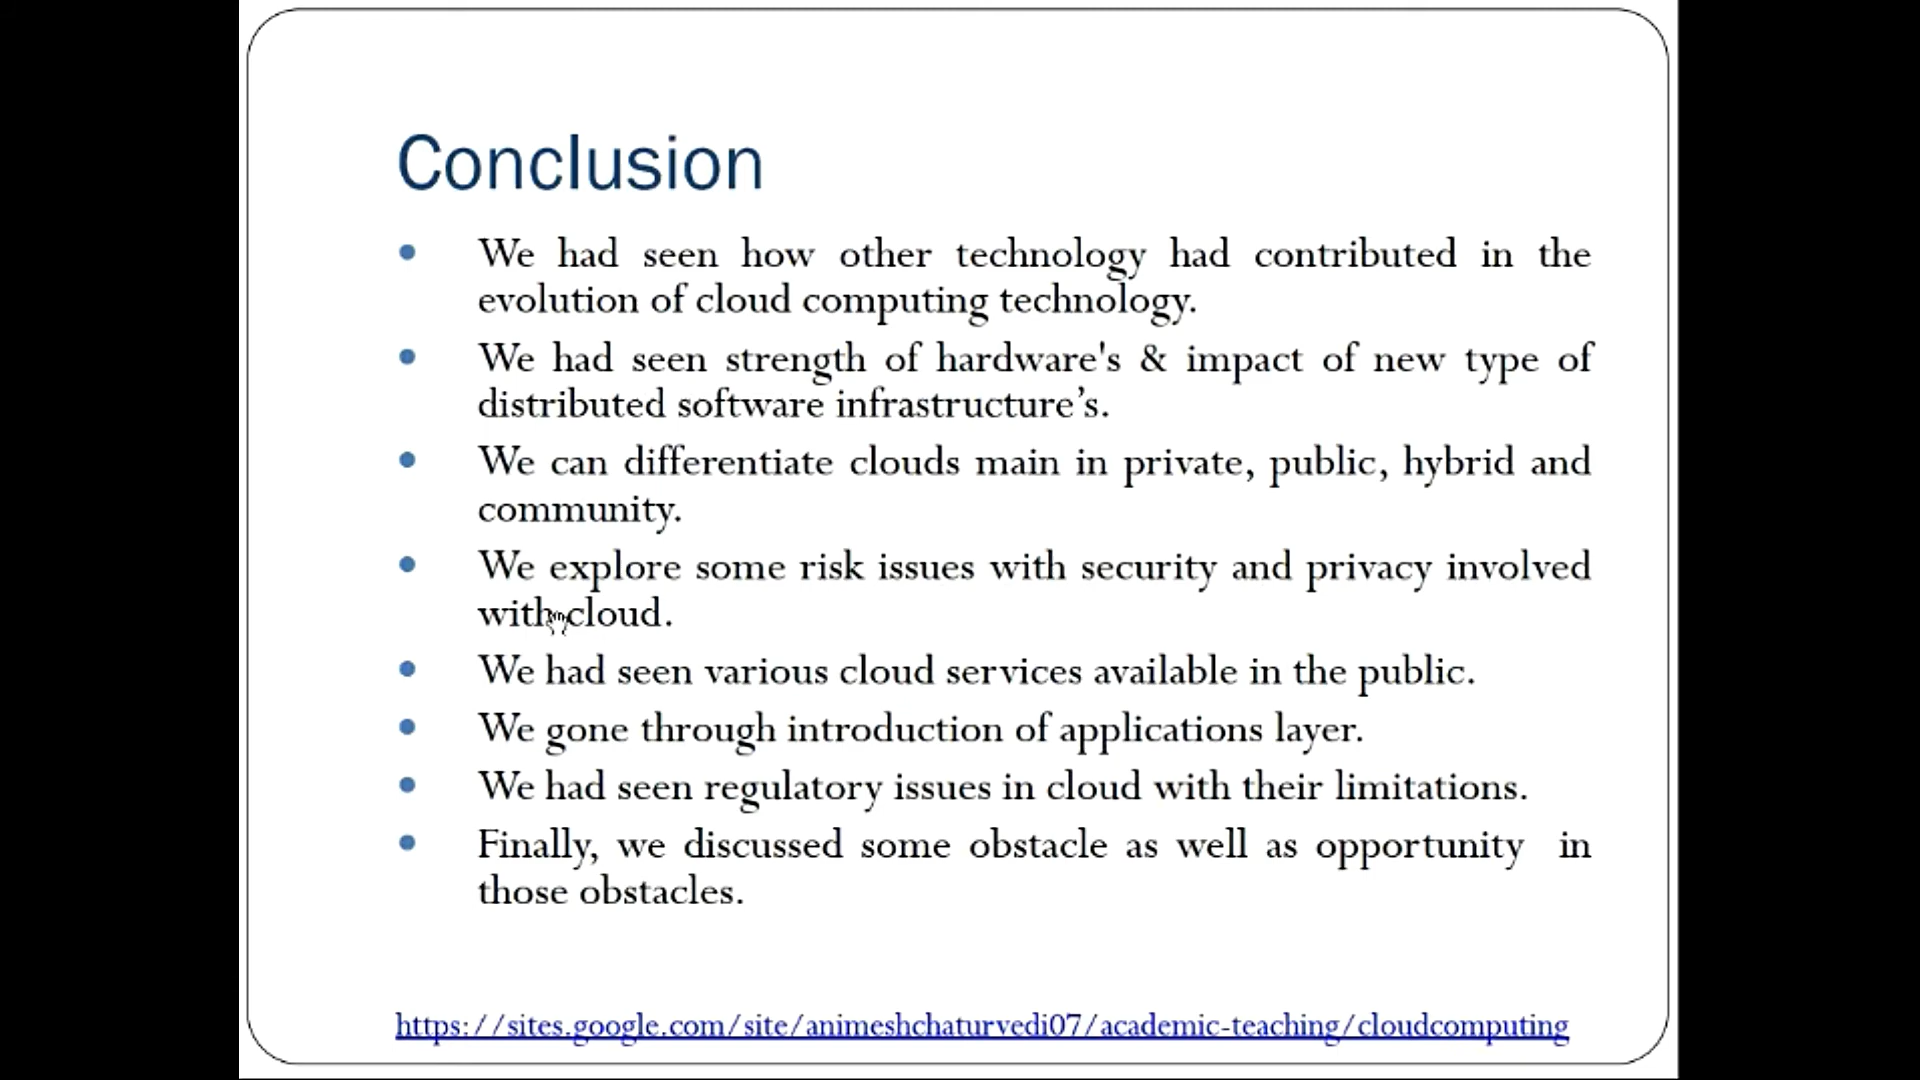 Conclusion
We had seen how other technology had contributed in the
evolution of cloud computing technology.
We had seen strength of hardware's & impact of new type of
distributed software infrastructure’s.
We can differentiate clouds main in private, public, hybrid and
community.
We explore some risk issues with security and privacy involved
with cloud.
We had seen various cloud services available in the public.
We gone through introduction of applications layer.
We had seen regulatory issues in cloud with their limitations.
Finally, we discussed some obstacle as well as opportunity in
those obstacles.
https://sites.google.com/site/animeshchaturvedi07/academic-teaching/cloudcomputing